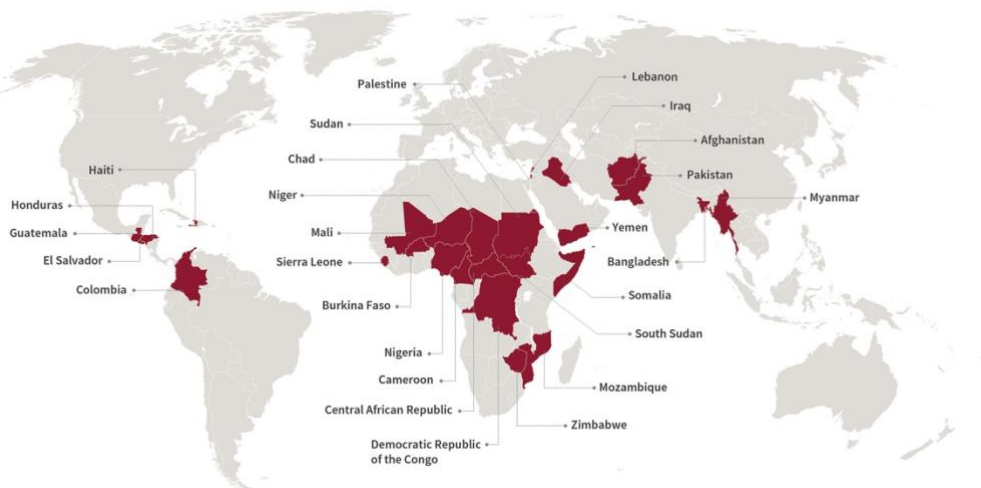 Palestine
Lebanon
Iraq
Sudan
Afghanistan
Chad
Haiti
Pakistan
Niger
Myanmar
Honduras
Mali
Yemen
Guatemala
El Salvador
Sierra Leone
Bangladesh
Colombia
Somalia
Burkina Faso
South Sudan
Nigeria
Cameroon
Mozambique
Central African Republic
Zimbabwe
Democratic Republic
of the Congo